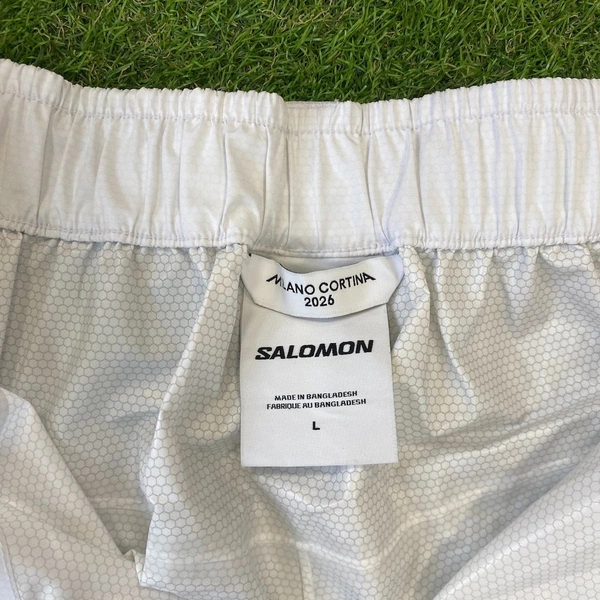 MILANO CORTINA
2026
SALOMON
MADE IN BANGLADESH
FABRIQUE AU BANGLADESH
L